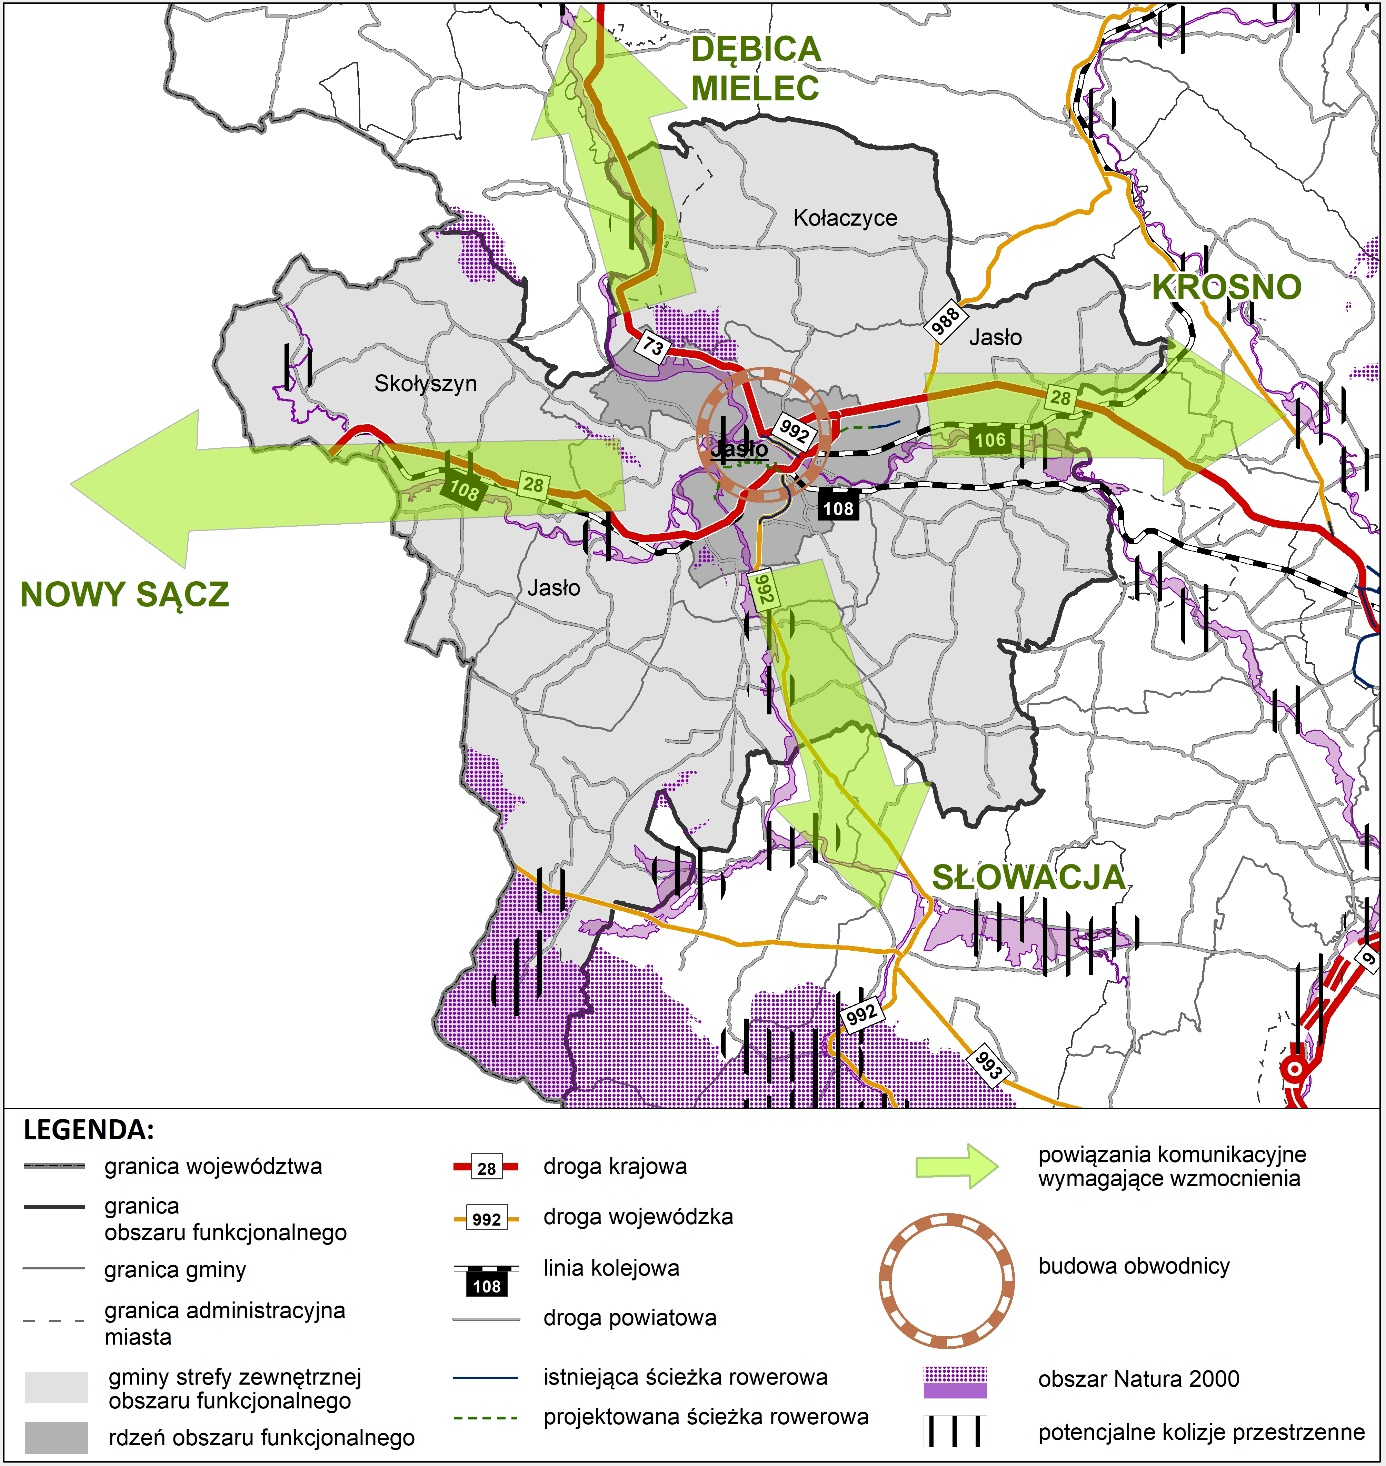 DĘBICA
MIELEC
Kołaczyce
KROSNO
988
Jasło
73
Skołyszyn
28
992
Jasło
106
108
28
108
NOWY SĄCZ
Jasło
992
SŁOWACJA
9
992
993
LEGENDA:
granica województwa
granica
obszaru funkcjonalnego
granica gminy
granica administracyjna
miasta
gminy strefy zewnętrznej
obszaru funkcjonalnego
rdzeń obszaru funkcjonalnego
28
droga krajowa
992
droga wojewódzka
linia kolejowa
108
droga powiatowa
istniejąca ścieżka rowerowa
projektowana ścieżka rowerowa
powiązania komunikacyjne
wymagające wzmocnienia
budowa obwodnicy
obszar Natura 2000
potencjalne kolizje przestrzenne